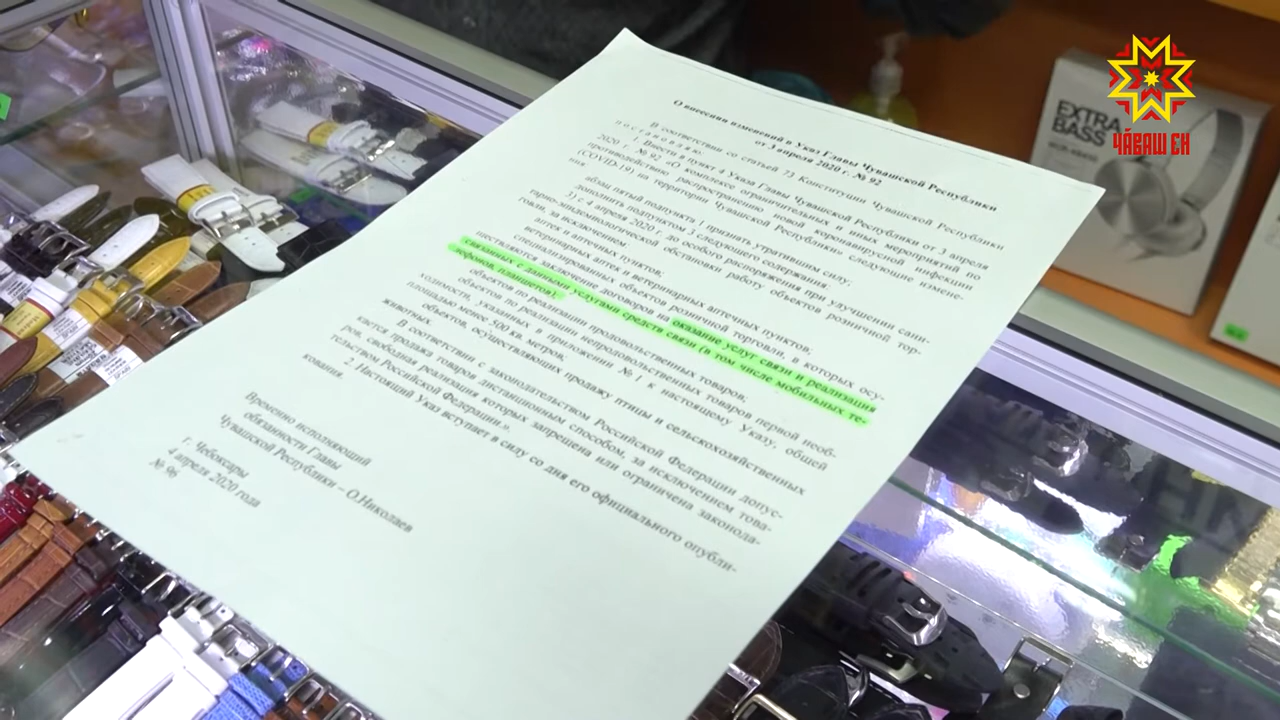 О внесении изменений в Указ Главы Чувашской Республики
от 3 апреля 2020 г. № 92
В соответствии со статьей 73 Конституции Чувашской Республики
постановляю:
Внести в пункт 4 Указа Главы Чувашской Республики от 3 апреля
2020 г. № 92 «О комплексе ограничительных и иных мероприятий по
противодействию распространению новой коронавирусной инфекции
(COVID-19) на территории Чувашской Республики» следующие измене-
ния
абзац пятый подпункта 1 признать утратившим силу;
дополнить подпунктом 3 следующего содержания:
3) с 4 апреля 2020 г. до особого распоряжения при улучшении сани-
тарно-эпидемиологической обстановки работу объектов розничной тор-
говли, за исключением
аптек и аптечных пунктов;
ветеринарных аптек и ветеринарных аптечных пунктов;
специализированных объектов розничной торговли, в которых осу-
ществляются заключение договоров на оказание услуг связи и реализация
связанных с данными услугами средств связи (в том числе мобильных те-
лефонов, планшетов);
объектов по реализации продовольственных товаров;
объектов по реализации непродовольственных товаров первой необ-
ходимости, указанных в приложении № 1 к настоящему Указу, общей
площадью менее 500 кв. метров;
объектов, осуществляющих продажу птицы и сельскохозяйственных
животных.
В соответствии с законодательством Российской Федерации допус-
кается продажа товаров дистанционным способом, за исключением това-
ров, свободная реализация которых запрещена или ограничена законода-
тельством Российской Федерации.».
2. Настоящий Указ вступает в силу со дня его официального опубли-
кования.
Временно исполняющий
обязанности Главы
Чувашской Республики – О.Николаев
г. Чебоксары
4 апреля 2020 года
№ 96
EXTRA
BASS
ЧӐВАШ ЕН